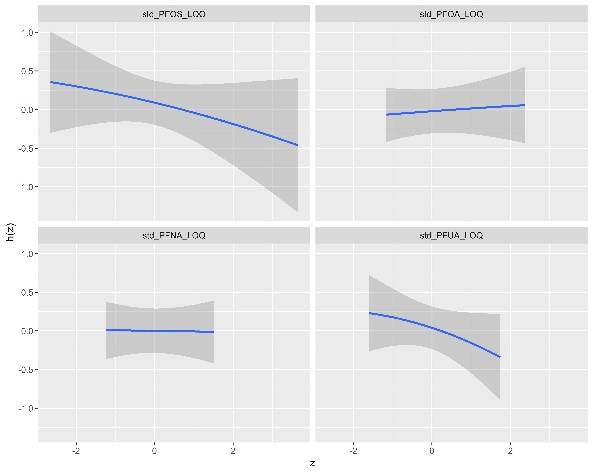 std_PFOS_LOQ
std_PFOA_LOQ
1.0
0.5
0.0
-0.5
-1.0
h(z)
std_PFNA_LOQ
std_PFUA_LOQ
1.0
0.5
0.0
-0.5
-1.0
-2 0 2 -2 0 2
z